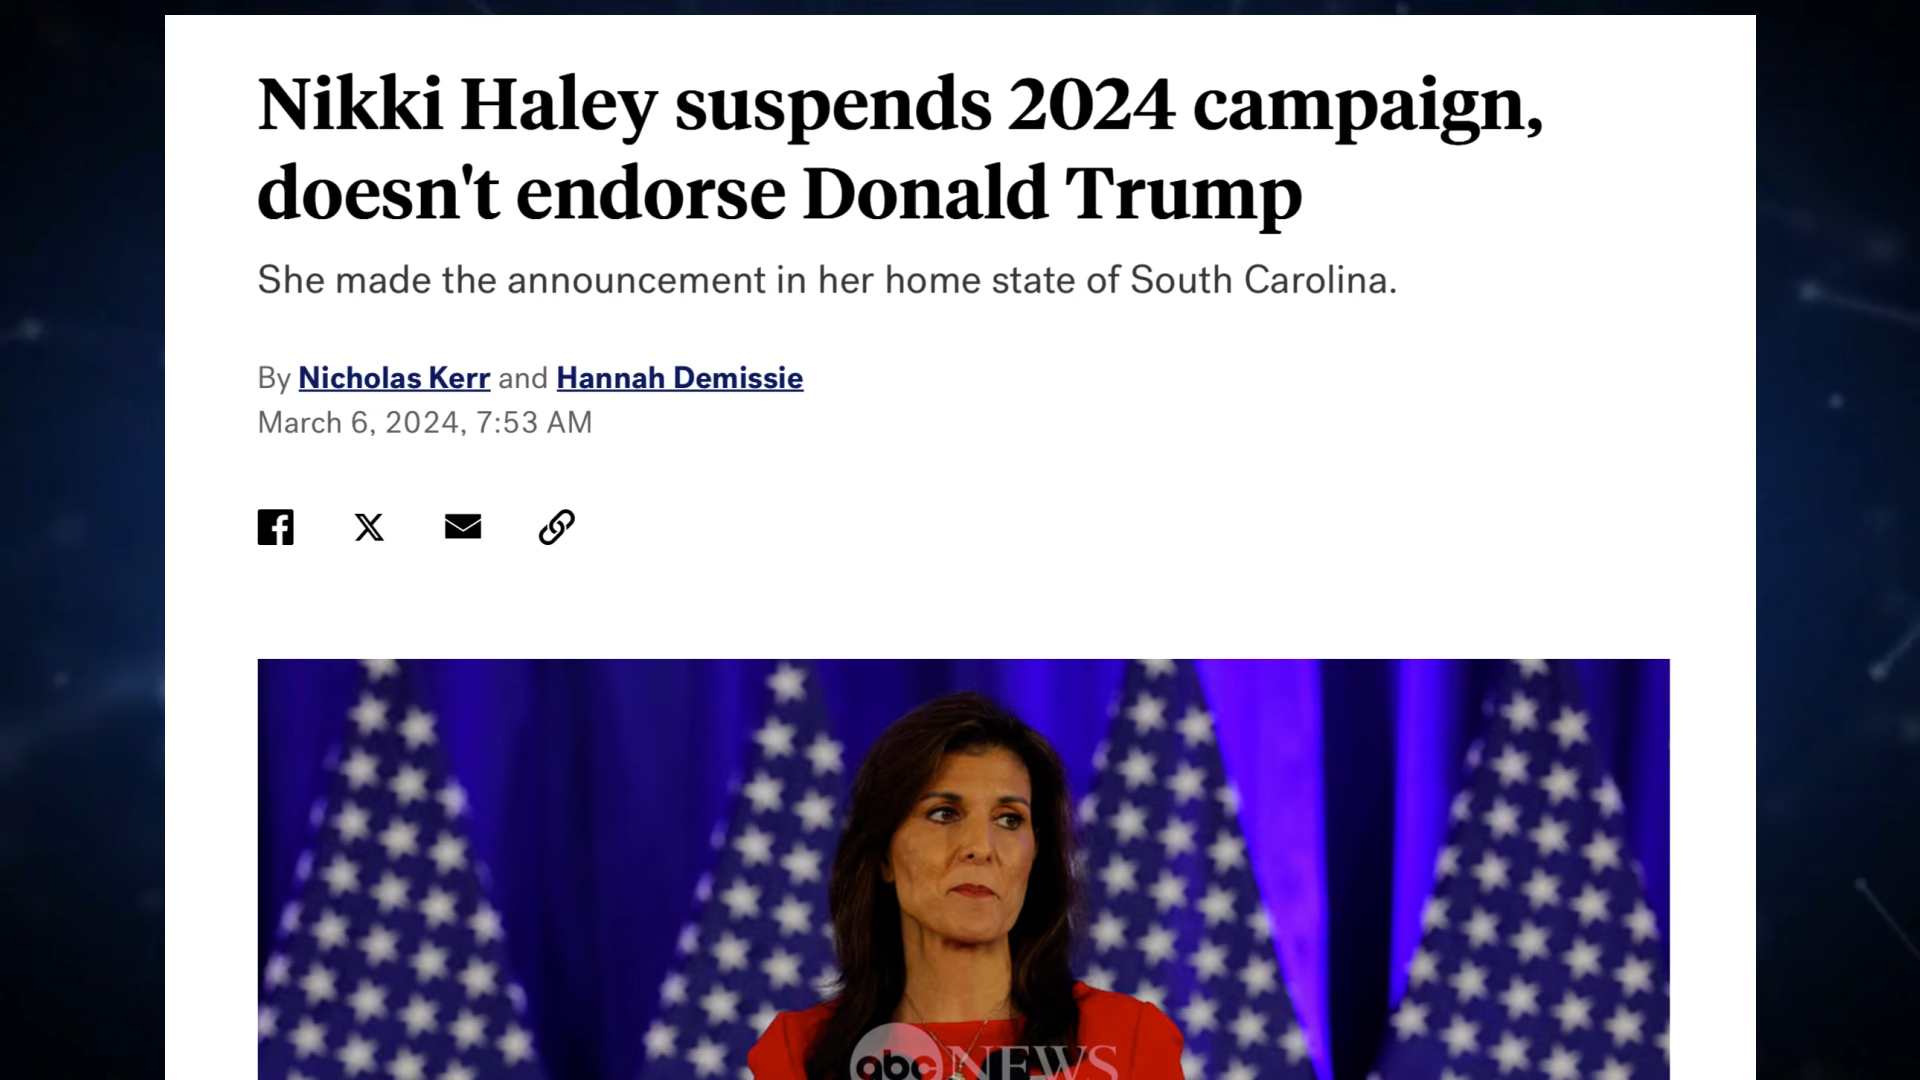 Nikki Haley suspends 2024 campaign,
doesn't endorse Donald Trump
She made the announcement in her home state of South Carolina.
By Nicholas Kerr and Hannah Demissie
March 6, 2024, 7:53 AM
abc NEWS